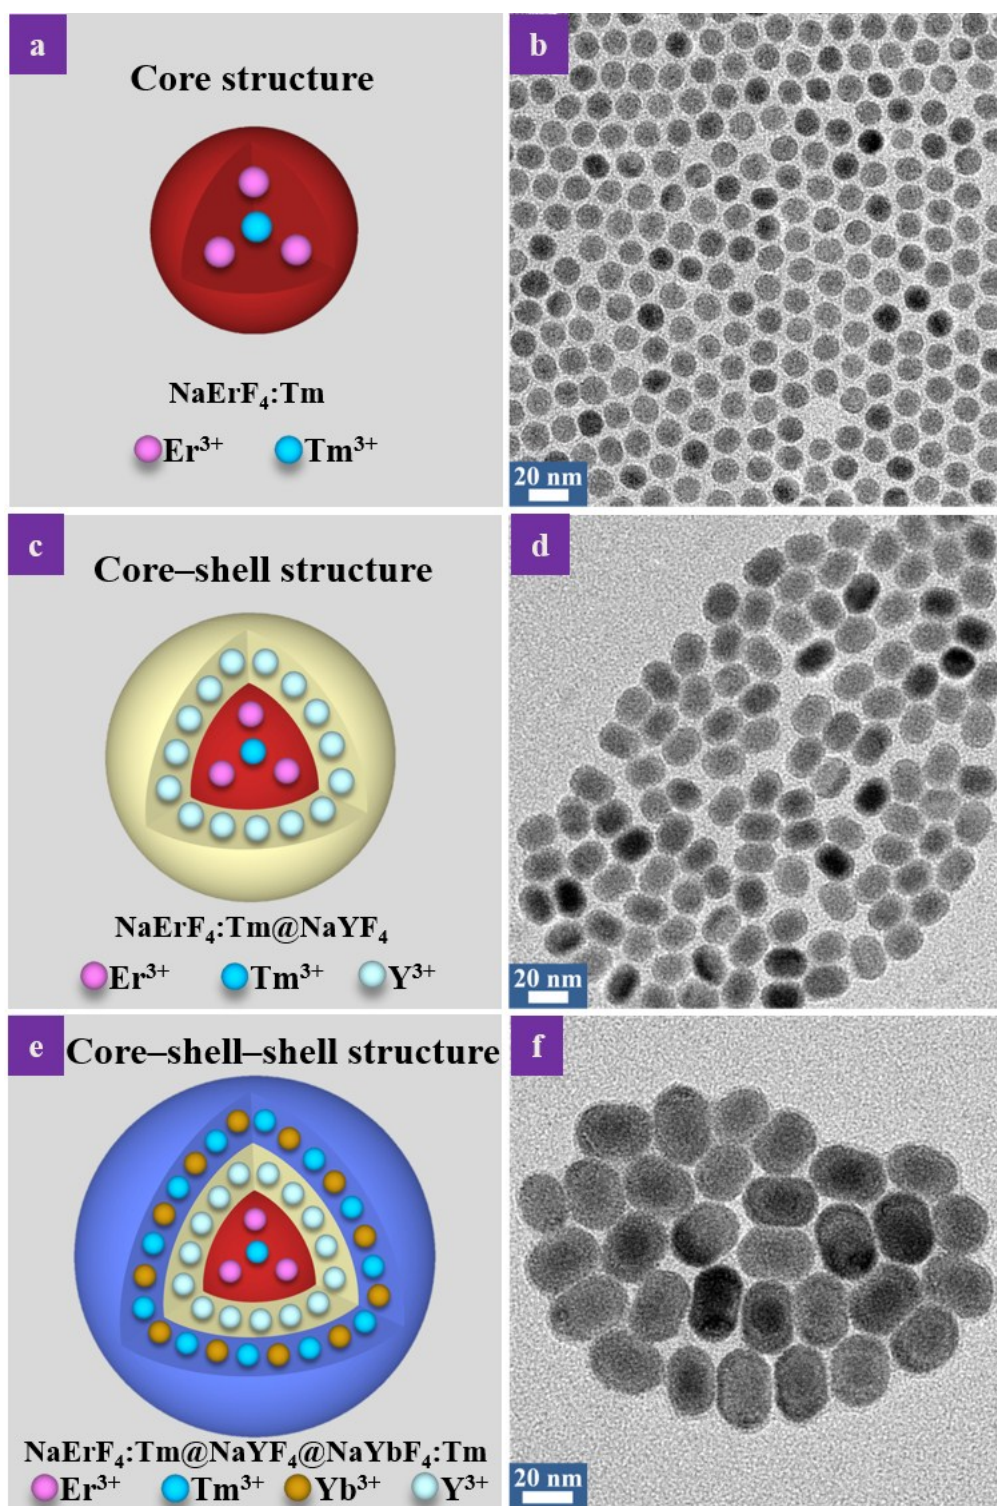 a
Core structure
NaErF₄:Tm
Er³⁺ Tm³⁺
b
20 nm
c
Core–shell structure
NaErF₄:Tm@NaYF₄
Er³⁺ Tm³⁺ Y³⁺
d
20 nm
e
Core–shell–shell structure
NaErF₄:Tm@NaYF₄@NaYbF₄:Tm
Er³⁺ Tm³⁺ Yb³⁺ Y³⁺
f
20 nm